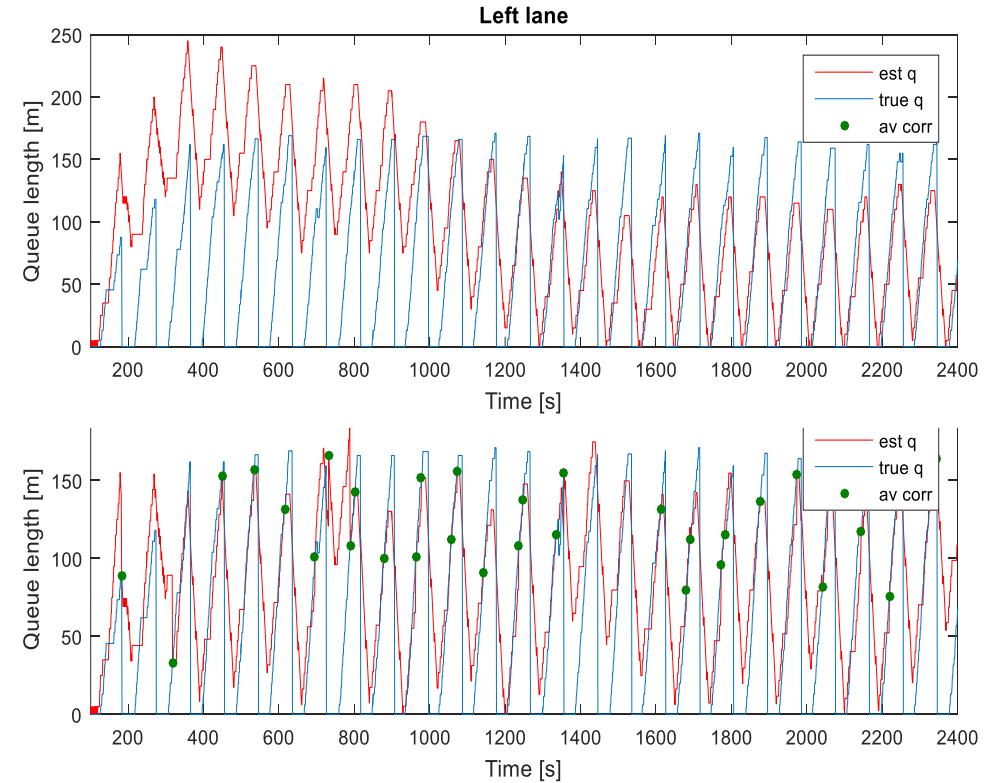 Left lane
250
200
150
100
50
0
Queue length [m]
est q
true q
av corr
200 400 600 800 1000 1200 1400 1600 1800 2000 2200 2400
Time [s]
150
100
50
0
Queue length [m]
est q
true q
av corr
200 400 600 800 1000 1200 1400 1600 1800 2000 2200 2400
Time [s]